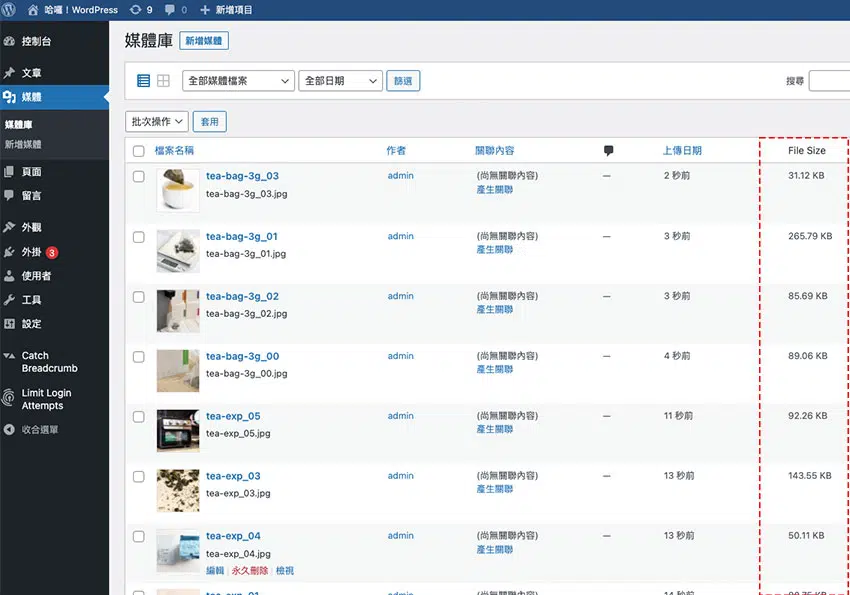 哈囉！WordPress 9 0 新增項目
控制台
文章
媒體
媒體庫
新增媒體
頁面
留言
外觀
外掛 3
使用者
工具
設定
Catch
Breadcrumb
Limit Login
Attempts
收合選單
媒體庫 新增媒體
全部媒體檔案 全部日期 篩選 搜尋
批次操作 套用
檔案名稱 作者 關聯內容 上傳日期 File Size
tea-bag-3g_03 admin (尚無關聯內容) — 2 秒前 31.12 KB
tea-bag-3g_03.jpg 產生關聯
tea-bag-3g_01 admin (尚無關聯內容) — 3 秒前 265.79 KB
tea-bag-3g_01.jpg 產生關聯
tea-bag-3g_02 admin (尚無關聯內容) — 3 秒前 85.69 KB
tea-bag-3g_02.jpg 產生關聯
tea-bag-3g_00 admin (尚無關聯內容) — 4 秒前 89.06 KB
tea-bag-3g_00.jpg 產生關聯
tea-exp_05 admin (尚無關聯內容) — 11 秒前 92.26 KB
tea-exp_05.jpg 產生關聯
tea-exp_03 admin (尚無關聯內容) — 13 秒前 143.55 KB
tea-exp_03.jpg 產生關聯
tea-exp_04 admin (尚無關聯內容) — 13 秒前 50.11 KB
tea-exp_04.jpg 產生關聯
編輯 | 永久刪除 | 檢視